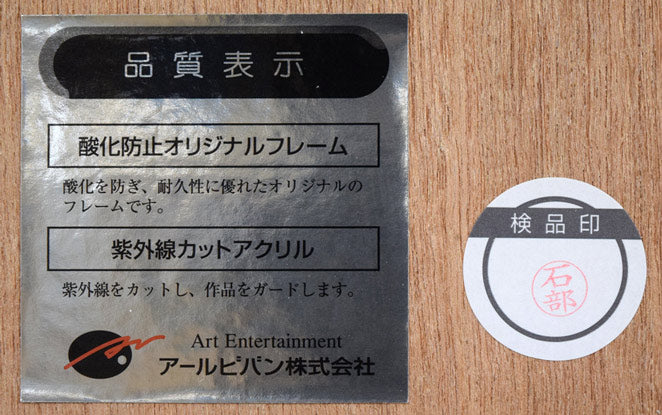 品質表示
酸化防止オリジナルフレーム
酸化を防ぎ、耐久性に優れたオリジナルの
フレームです。
紫外線カットアクリル
紫外線をカットし、作品をガードします。
Art Entertainment
アールビバン株式会社
検品印
石部